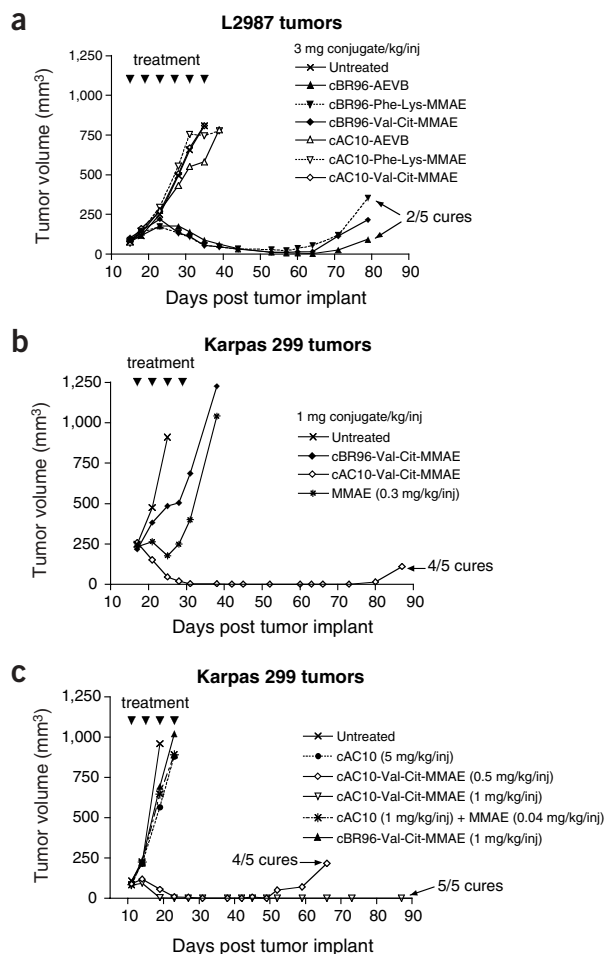 a
L2987 tumors
treatment
3 mg conjugate/kg/inj
Untreated
cBR96-AEVB
cBR96-Phe-Lys-MMAE
cBR96-Val-Cit-MMAE
cAC10-AEVB
cAC10-Phe-Lys-MMAE
cAC10-Val-Cit-MMAE
Tumor volume (mm³)
1,250
1,000
750
500
250
0
2/5 cures
10 20 30 40 50 60 70 80 90
Days post tumor implant
b
Karpas 299 tumors
treatment
1 mg conjugate/kg/inj
Untreated
cBR96-Val-Cit-MMAE
cAC10-Val-Cit-MMAE
MMAE (0.3 mg/kg/inj)
Tumor volume (mm³)
1,250
1,000
750
500
250
0
4/5 cures
10 20 30 40 50 60 70 80 90
Days post tumor implant
c
Karpas 299 tumors
treatment
Untreated
cAC10 (5 mg/kg/inj)
cAC10-Val-Cit-MMAE (0.5 mg/kg/inj)
cAC10-Val-Cit-MMAE (1 mg/kg/inj)
cAC10 (1 mg/kg/inj) + MMAE (0.04 mg/kg/inj)
cBR96-Val-Cit-MMAE (1 mg/kg/inj)
Tumor volume (mm³)
1,250
1,000
750
500
250
0
4/5 cures
5/5 cures
10 20 30 40 50 60 70 80 90
Days post tumor implant